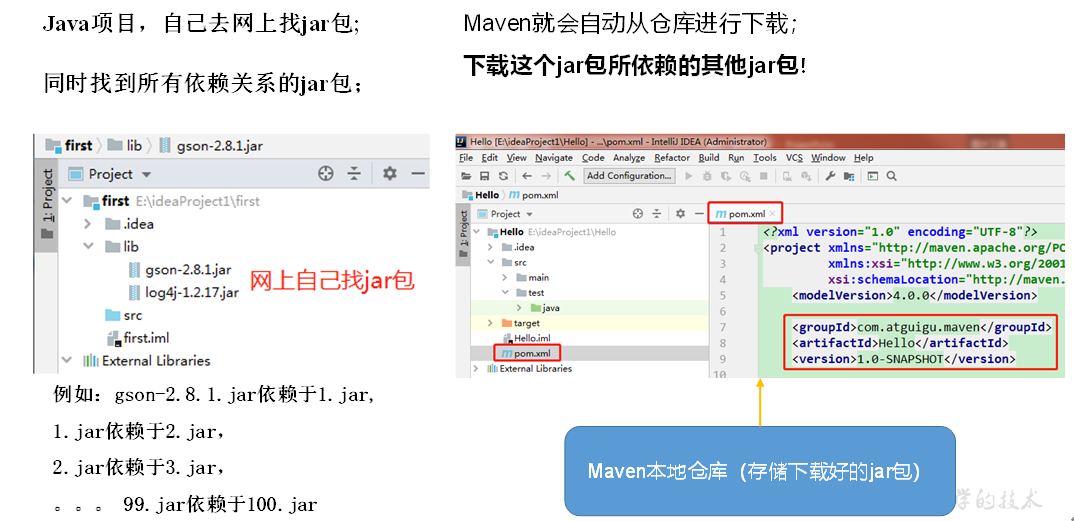 Java项目，自己去网上找jar包;
同时找到所有依赖关系的jar包；
first lib gson-2.8.1.jar
1: Project
Project
first E:\ideaProject1\first
.idea
lib
gson-2.8.1.jar
log4j-1.2.17.jar
网上自己找jar包
src
first.iml
External Libraries
例如：gson-2.8.1.jar依赖于1.jar,
1.jar依赖于2.jar,
2.jar依赖于3.jar,
。。。 99.jar依赖于100.jar
Maven就会自动从仓库进行下载；
下载这个jar包所依赖的其他jar包!
Hello [E:\ideaProject1\Hello] - ...\pom.xml - IntelliJ IDEA (Administrator)
File Edit View Navigate Code Analyze Refactor Build Run Tools VCS Window Help
Add Configuration...
Hello m pom.xml
1: Project
Project
m pom.xml
Hello E:\ideaProject1\Hello
.idea
src
main
test
java
target
Hello.iml
m pom.xml
External Libraries
1 <?xml version="1.0" encoding="UTF-8"?>
2 <project xmlns="http://maven.apache.org/PO
3 xmlns:xsi="http://www.w3.org/2001
4 xsi:schemaLocation="http://maven.
5 <modelVersion>4.0.0</modelVersion>
6
7 <groupId>com.atguigu.maven</groupId>
8 <artifactId>Hello</artifactId>
9 <version>1.0-SNAPSHOT</version>
10
Maven本地仓库（存储下载好的jar包）
学的技术